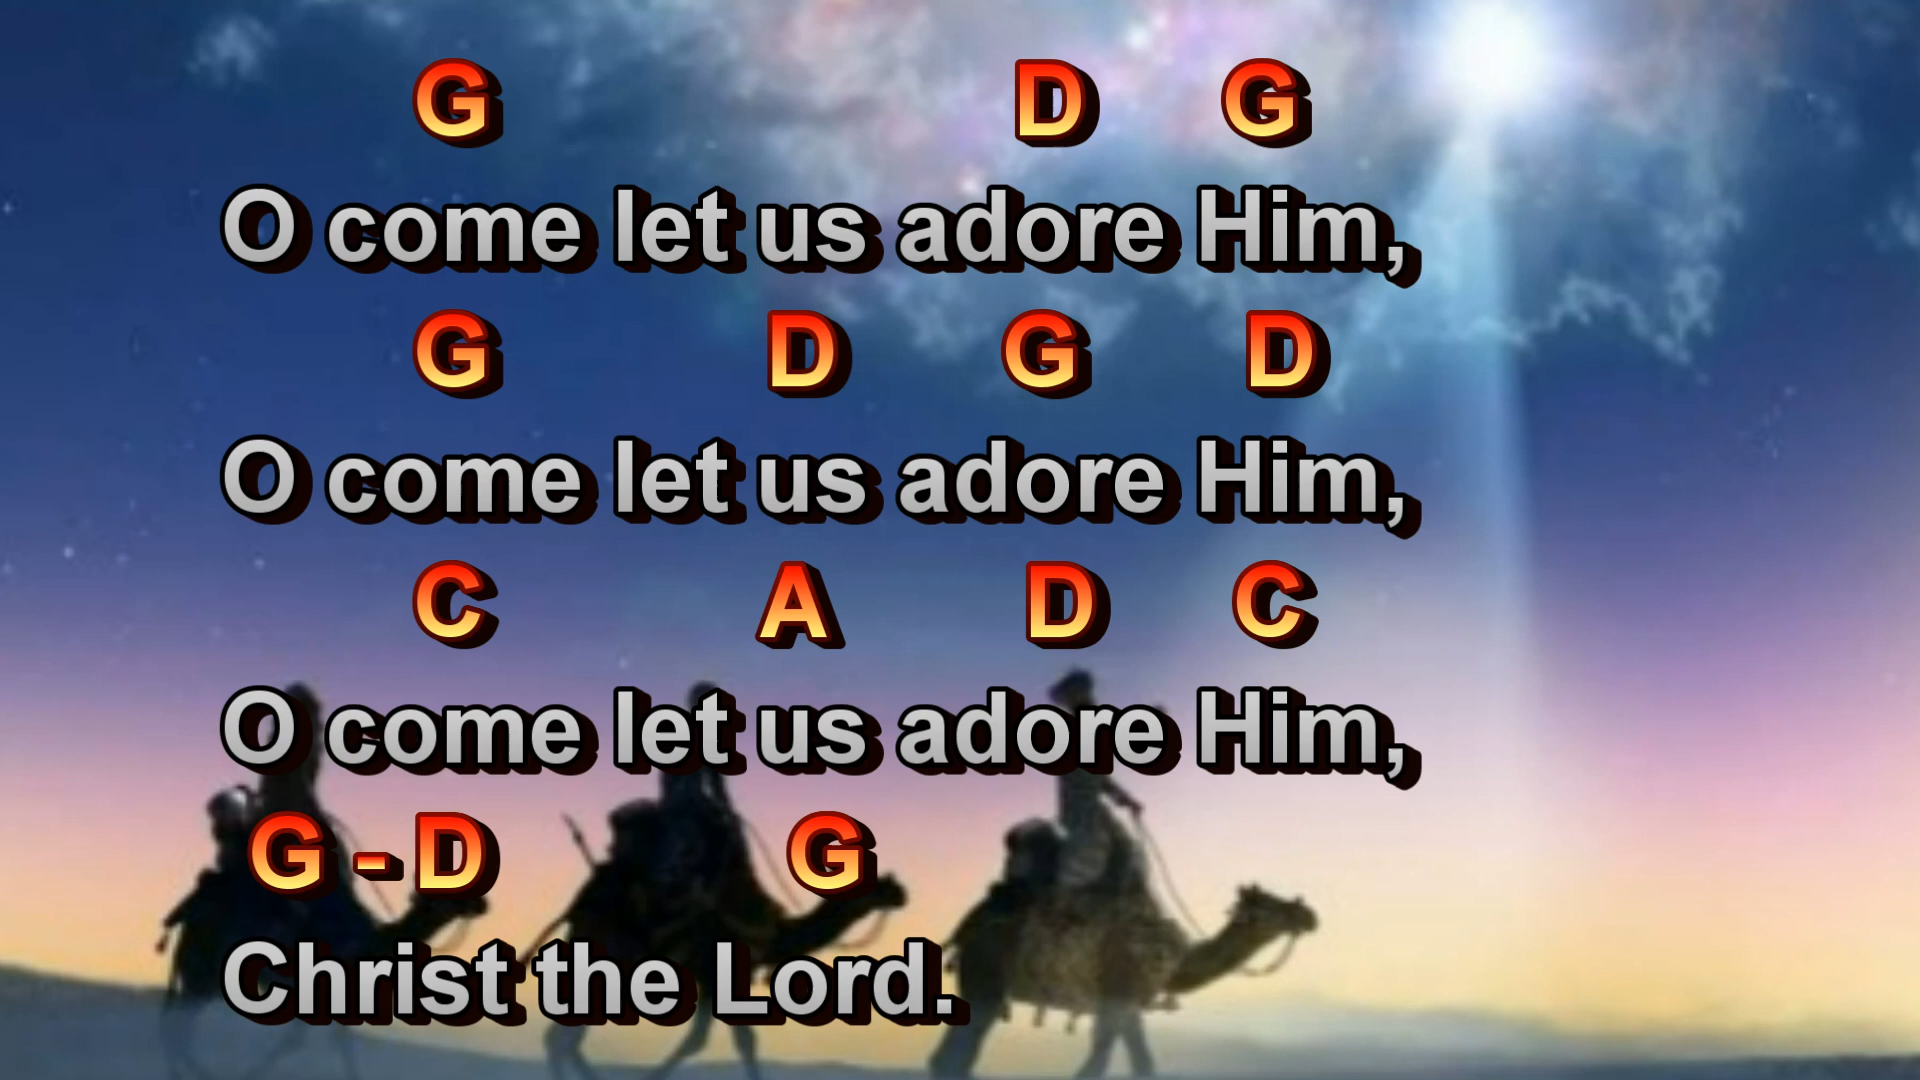 G D G
O come let us adore Him,
G D G D
O come let us adore Him,
C A D C
O come let us adore Him,
G - D G
Christ the Lord.